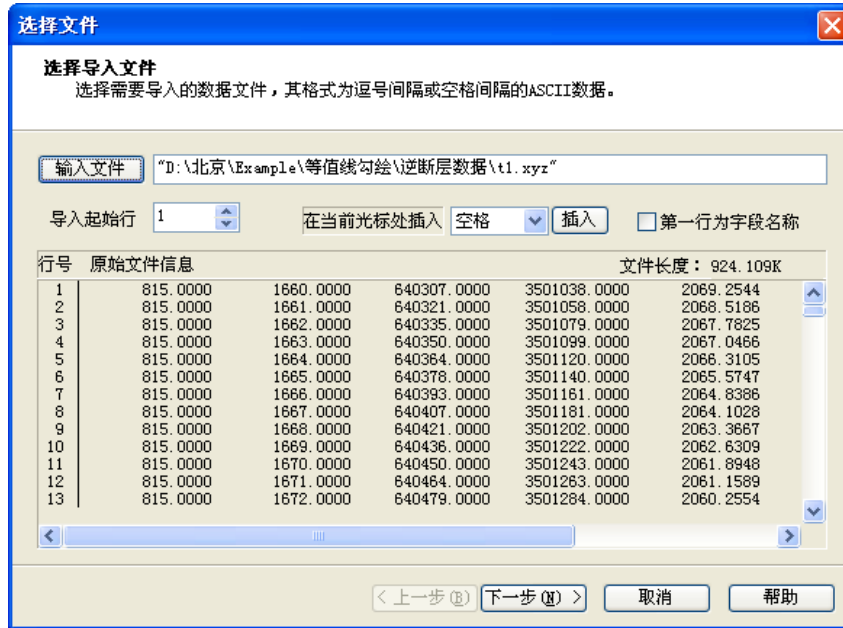 选择文件
选择导入文件
选择需要导入的数据文件，其格式为逗号间隔或空格间隔的ASCII数据。
输入文件 "D:\北京\Example\等值线勾绘\逆断层数据\t1.xyz"
导入起始行 1 在当前光标处插入 空格 插入 第一行为字段名称
行号 原始文件信息 文件长度： 924.109K
1 815.0000 1660.0000 640307.0000 3501038.0000 2069.2544
2 815.0000 1661.0000 640321.0000 3501058.0000 2068.5186
3 815.0000 1662.0000 640335.0000 3501079.0000 2067.7825
4 815.0000 1663.0000 640350.0000 3501099.0000 2067.0466
5 815.0000 1664.0000 640364.0000 3501120.0000 2066.3105
6 815.0000 1665.0000 640378.0000 3501140.0000 2065.5747
7 815.0000 1666.0000 640393.0000 3501161.0000 2064.8386
8 815.0000 1667.0000 640407.0000 3501181.0000 2064.1028
9 815.0000 1668.0000 640421.0000 3501202.0000 2063.3667
10 815.0000 1669.0000 640436.0000 3501222.0000 2062.6309
11 815.0000 1670.0000 640450.0000 3501243.0000 2061.8948
12 815.0000 1671.0000 640464.0000 3501263.0000 2061.1589
13 815.0000 1672.0000 640479.0000 3501284.0000 2060.2554
< 上一步(B) 下一步(N) > 取消 帮助